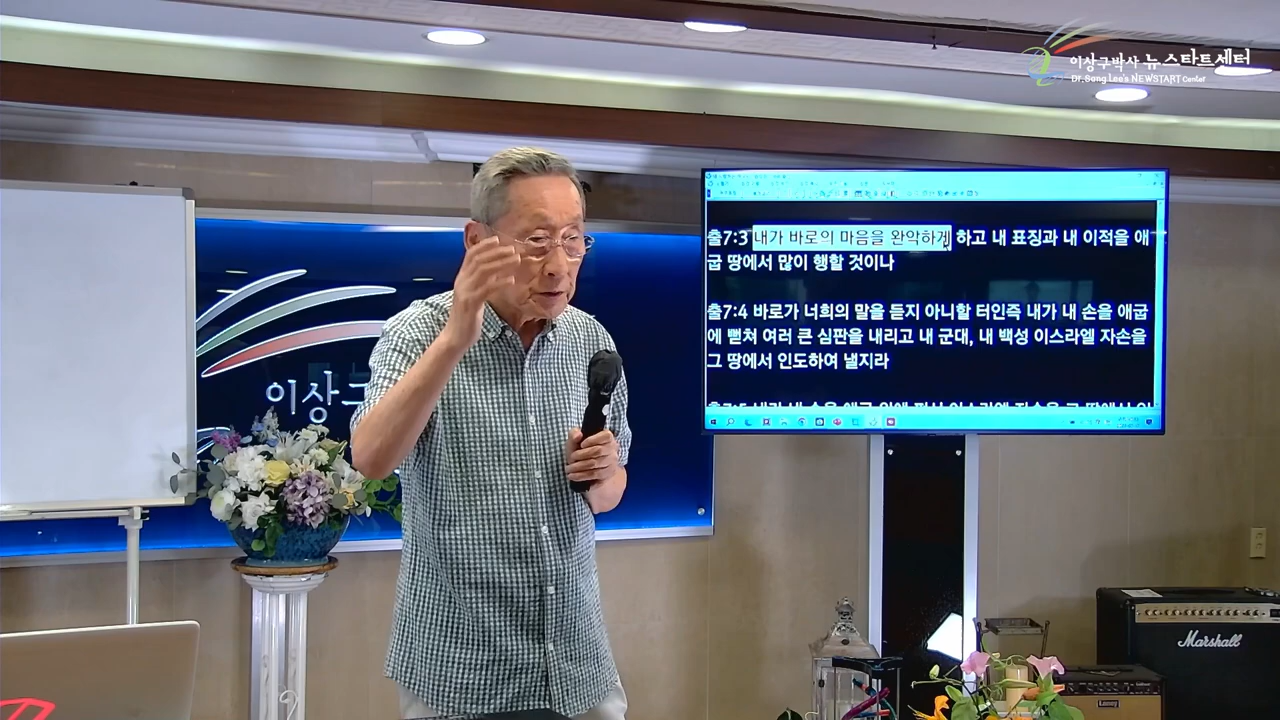 이상구박사 뉴스타트센터
Dr. Sang Lee's NEWSTART Center
출7:3 내가 바로의 마음을 완악하게 하고 내 표징과 내 이적을 애
굽 땅에서 많이 행할 것이나
출7:4 바로가 너희의 말을 듣지 아니할 터인즉 내가 내 손을 애굽
에 뻗쳐 여러 큰 심판을 내리고 내 군대, 내 백성 이스라엘 자손을
그 땅에서 인도하여 낼지라
이상구
Marshall
Laney